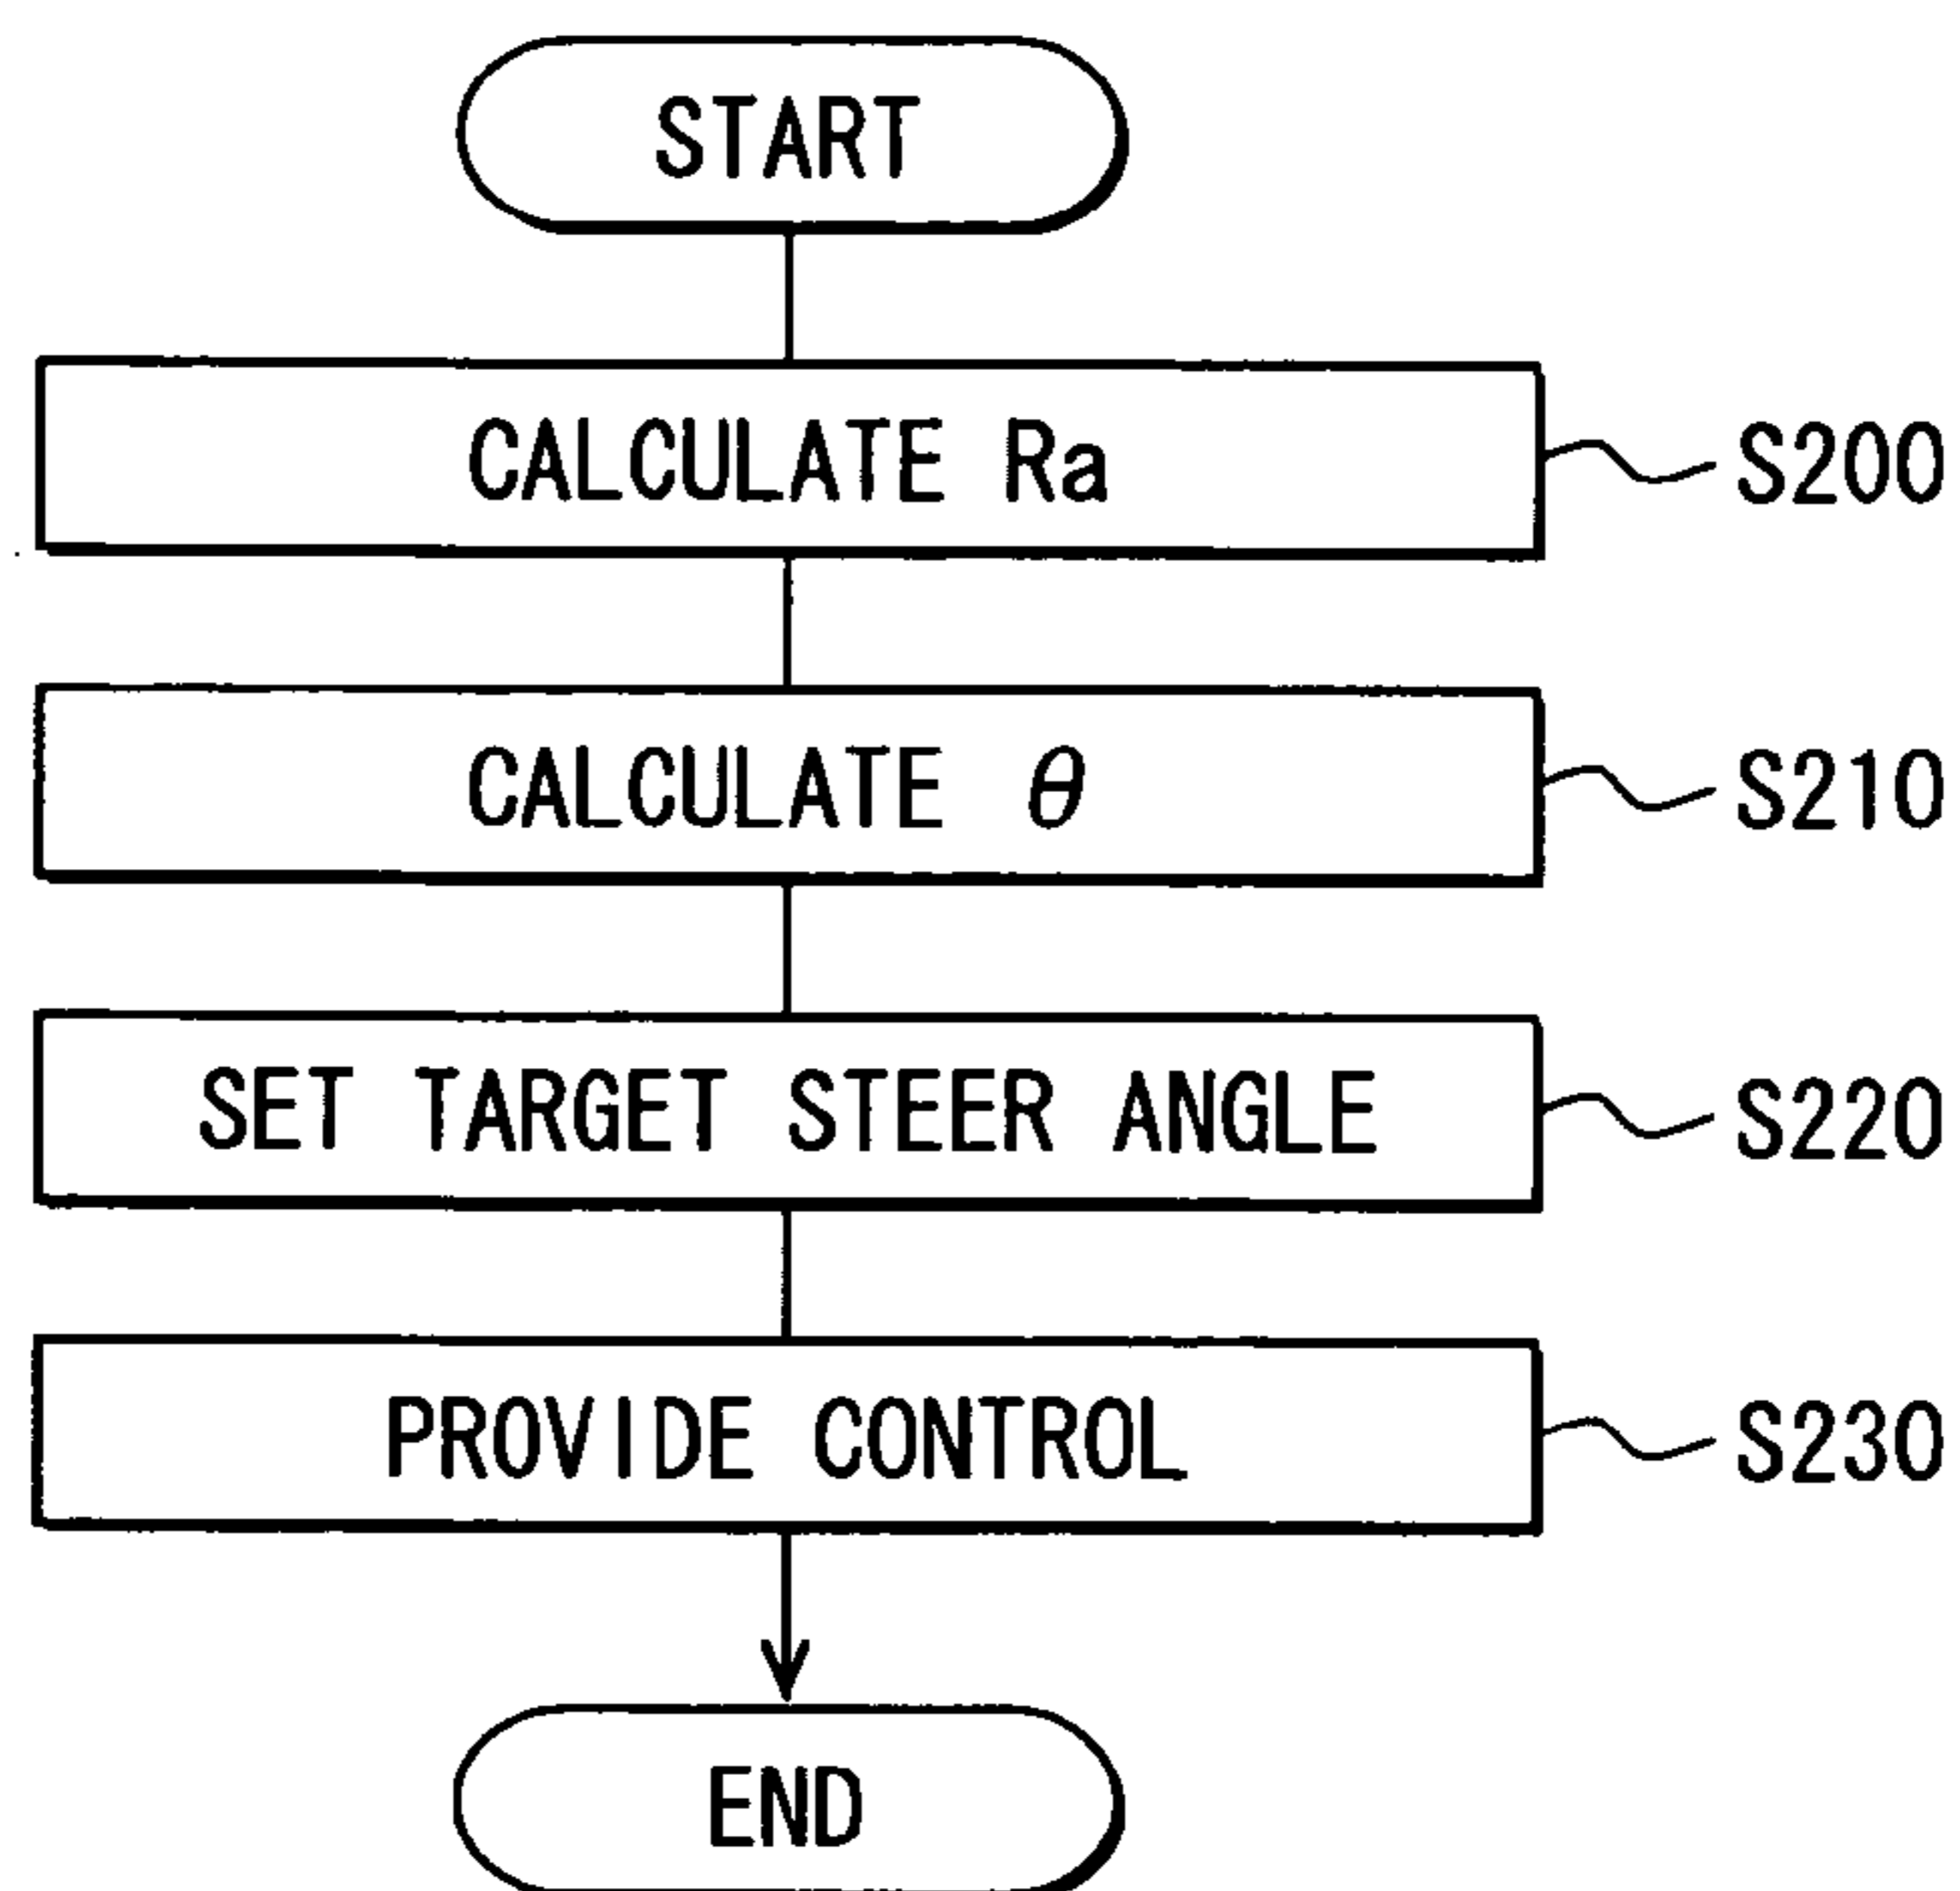 START
CALCULATE Ra
S200
CALCULATE θ
S210
SET TARGET STEER ANGLE
S220
PROVIDE CONTROL
S230
END